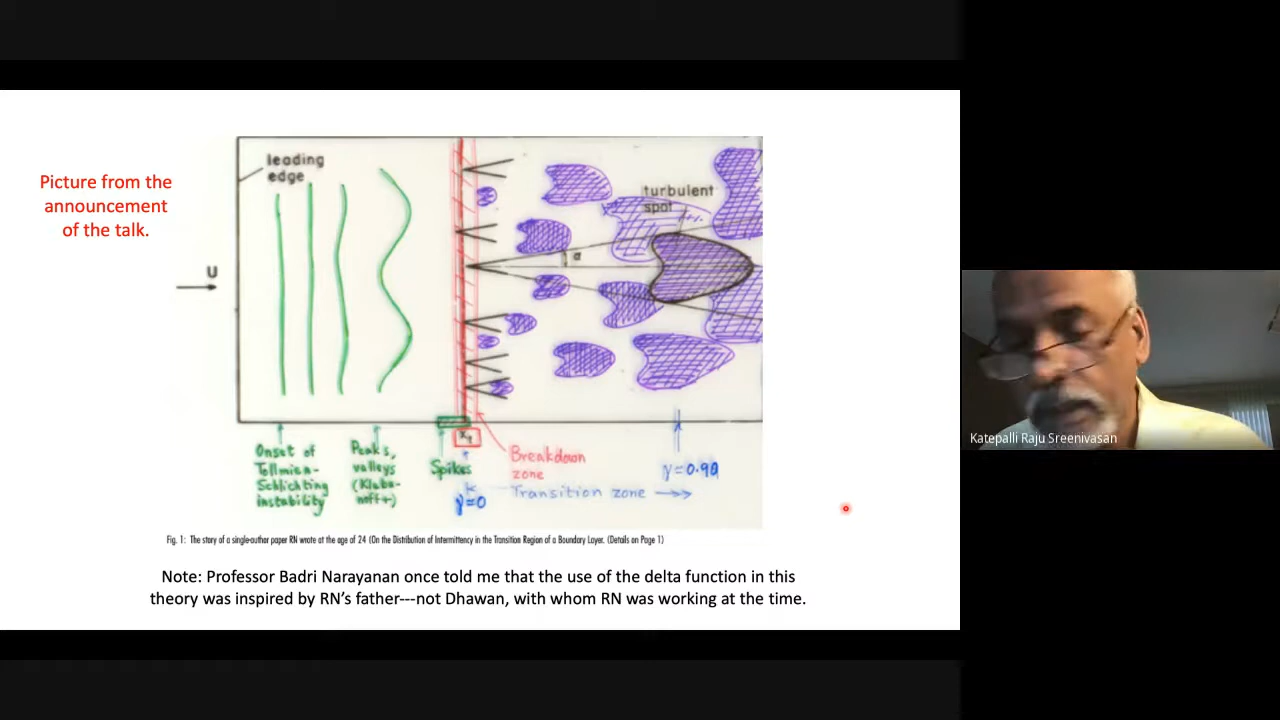 Picture from the
announcement
of the talk.
leading
edge
U
turbulent
spot
α
Onset of
Tollmien-
Schlichting
instability
Peaks,
valleys
(Kleba-
noff+)
Spikes
Breakdown
zone
γ=0
Transition zone
γ=0.99
Fig. 1: The story of a single-author paper RN wrote at the age of 24 (On the Distribution of Intermittency in the Transition Region of a Boundary Layer. (Details on Page 1)
Note: Professor Badri Narayanan once told me that the use of the delta function in this
theory was inspired by RN's father---not Dhawan, with whom RN was working at the time.
Katepalli Raju Sreenivasan